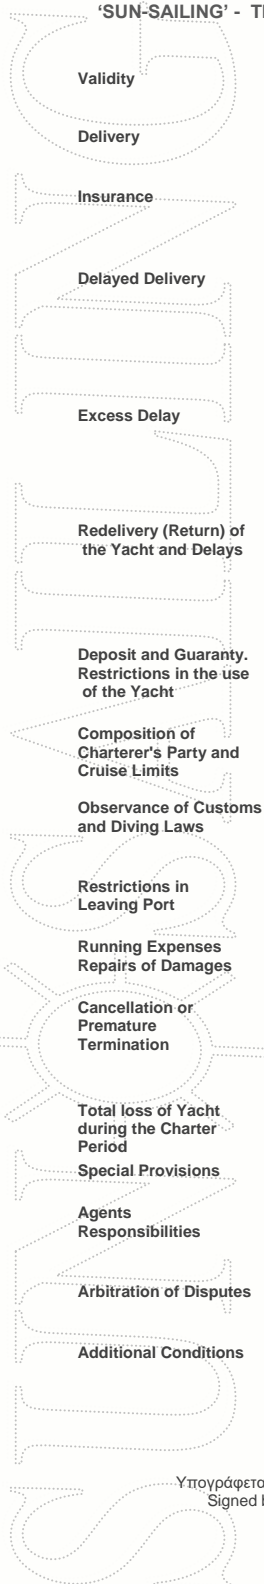 ‘SUN-SAILING’ -
Validity
Delivery
Insurance
Delayed Delivery
Excess Delay
Redelivery (Return) of
the Yacht and Delays
Deposit and Guaranty.
Restrictions in the use
of the Yacht
Composition of
Charterer's Party and
Cruise Limits
Observance of Customs
and Diving Laws
Restrictions in
Leaving Port
Running Expenses
Repairs of Damages
Cancellation or
Premature
Termination
Total loss of Yacht
during the Charter
Period
Special Provisions
Agents
Responsibilities
Arbitration of Disputes
Additional Conditions
Signed
SUN SAILING